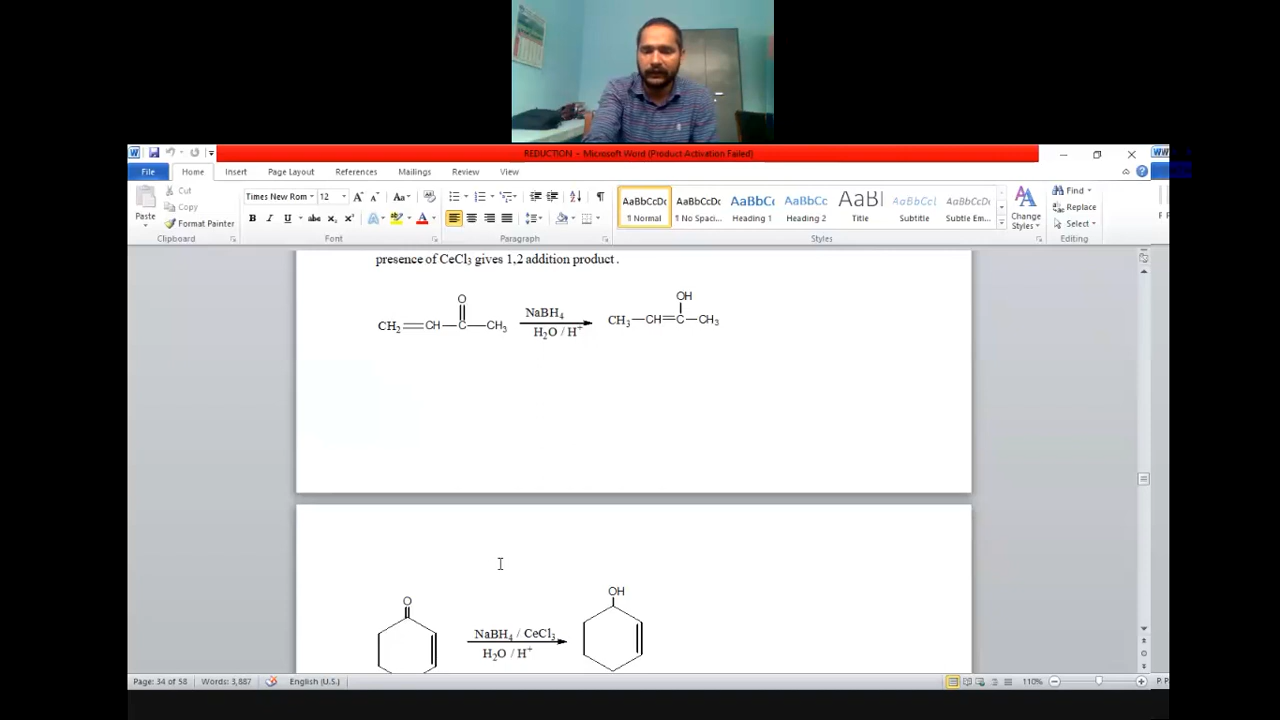 REDUCTION - Microsoft Word (Product Activation Failed)
File Home Insert Page Layout References Mailings Review View
Paste
Cut
Copy
Format Painter
Clipboard
Times New Rom 12
B I U abc x₂ x²
Font
Paragraph
AaBbCcDc AaBbCcDc AaBbCc AaBbCc AaBl AaBbCcl AaBbCcDc
¶ Normal ¶ No Spaci... Heading 1 Heading 2 Title Subtitle Subtle Em...
Styles
Change
Styles
Find
Replace
Select
Editing
presence of CeCl₃ gives 1,2 addition product .
O
CH₂ CH C CH₃
NaBH₄
H₂O / H⁺
OH
CH₃ CH C CH₃
O
NaBH₄ / CeCl₃
H₂O / H⁺
OH
Page: 34 of 58 Words: 3,887 English (U.S.) 110%